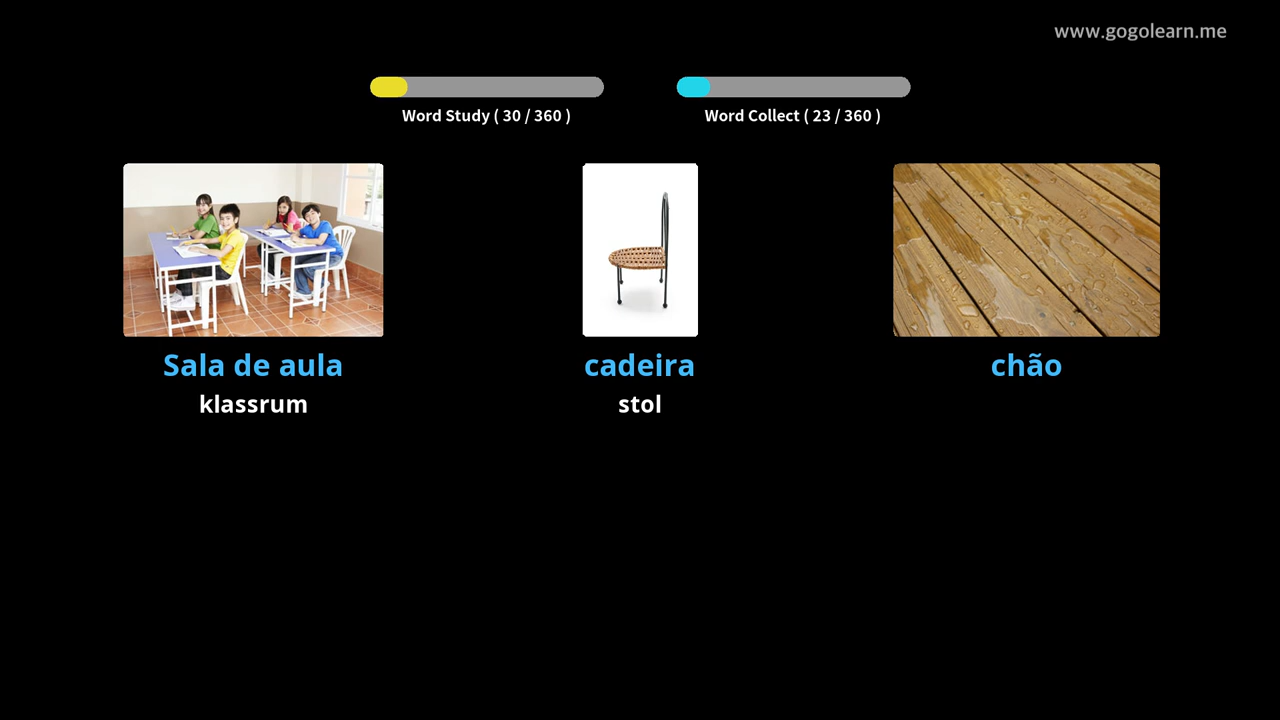 www.gogolearn.me
Word Study ( 30 / 360 )
Word Collect ( 23 / 360 )
Sala de aula
klassrum
cadeira
stol
chão